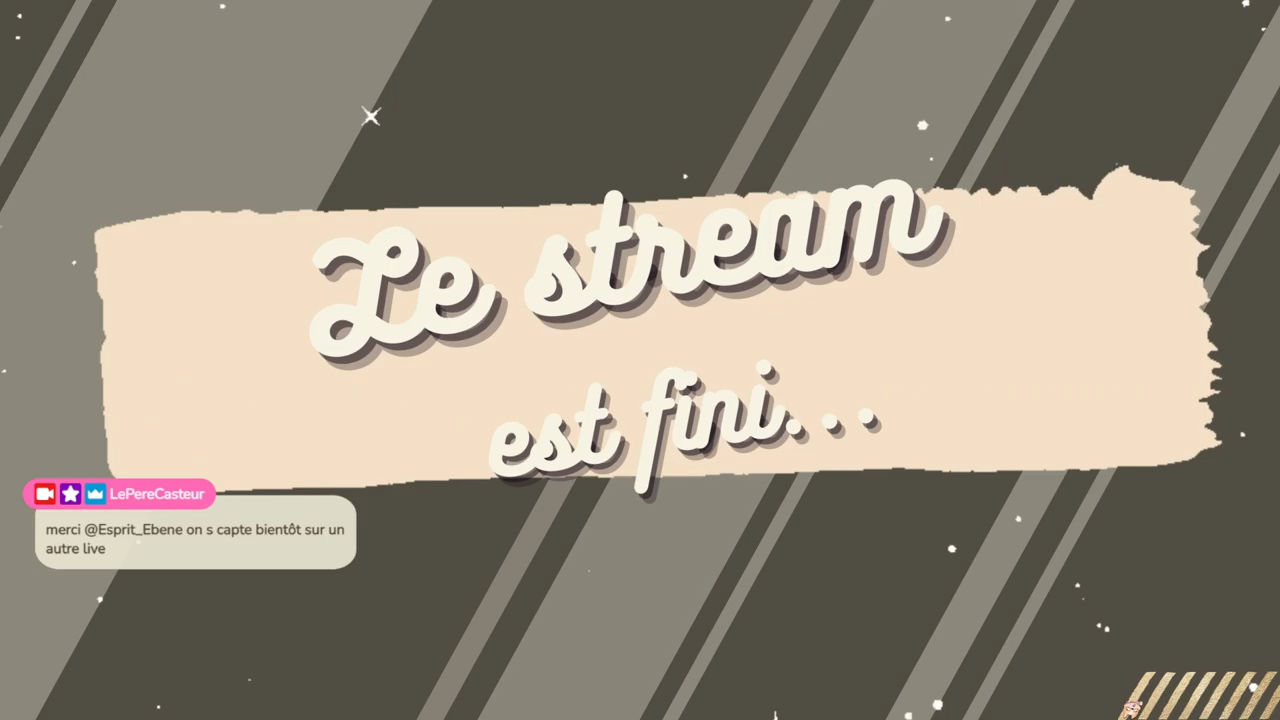 Le stream
est fini...
LePereCasteur
merci @Esprit_Ebene on s capte bientôt sur un
autre live